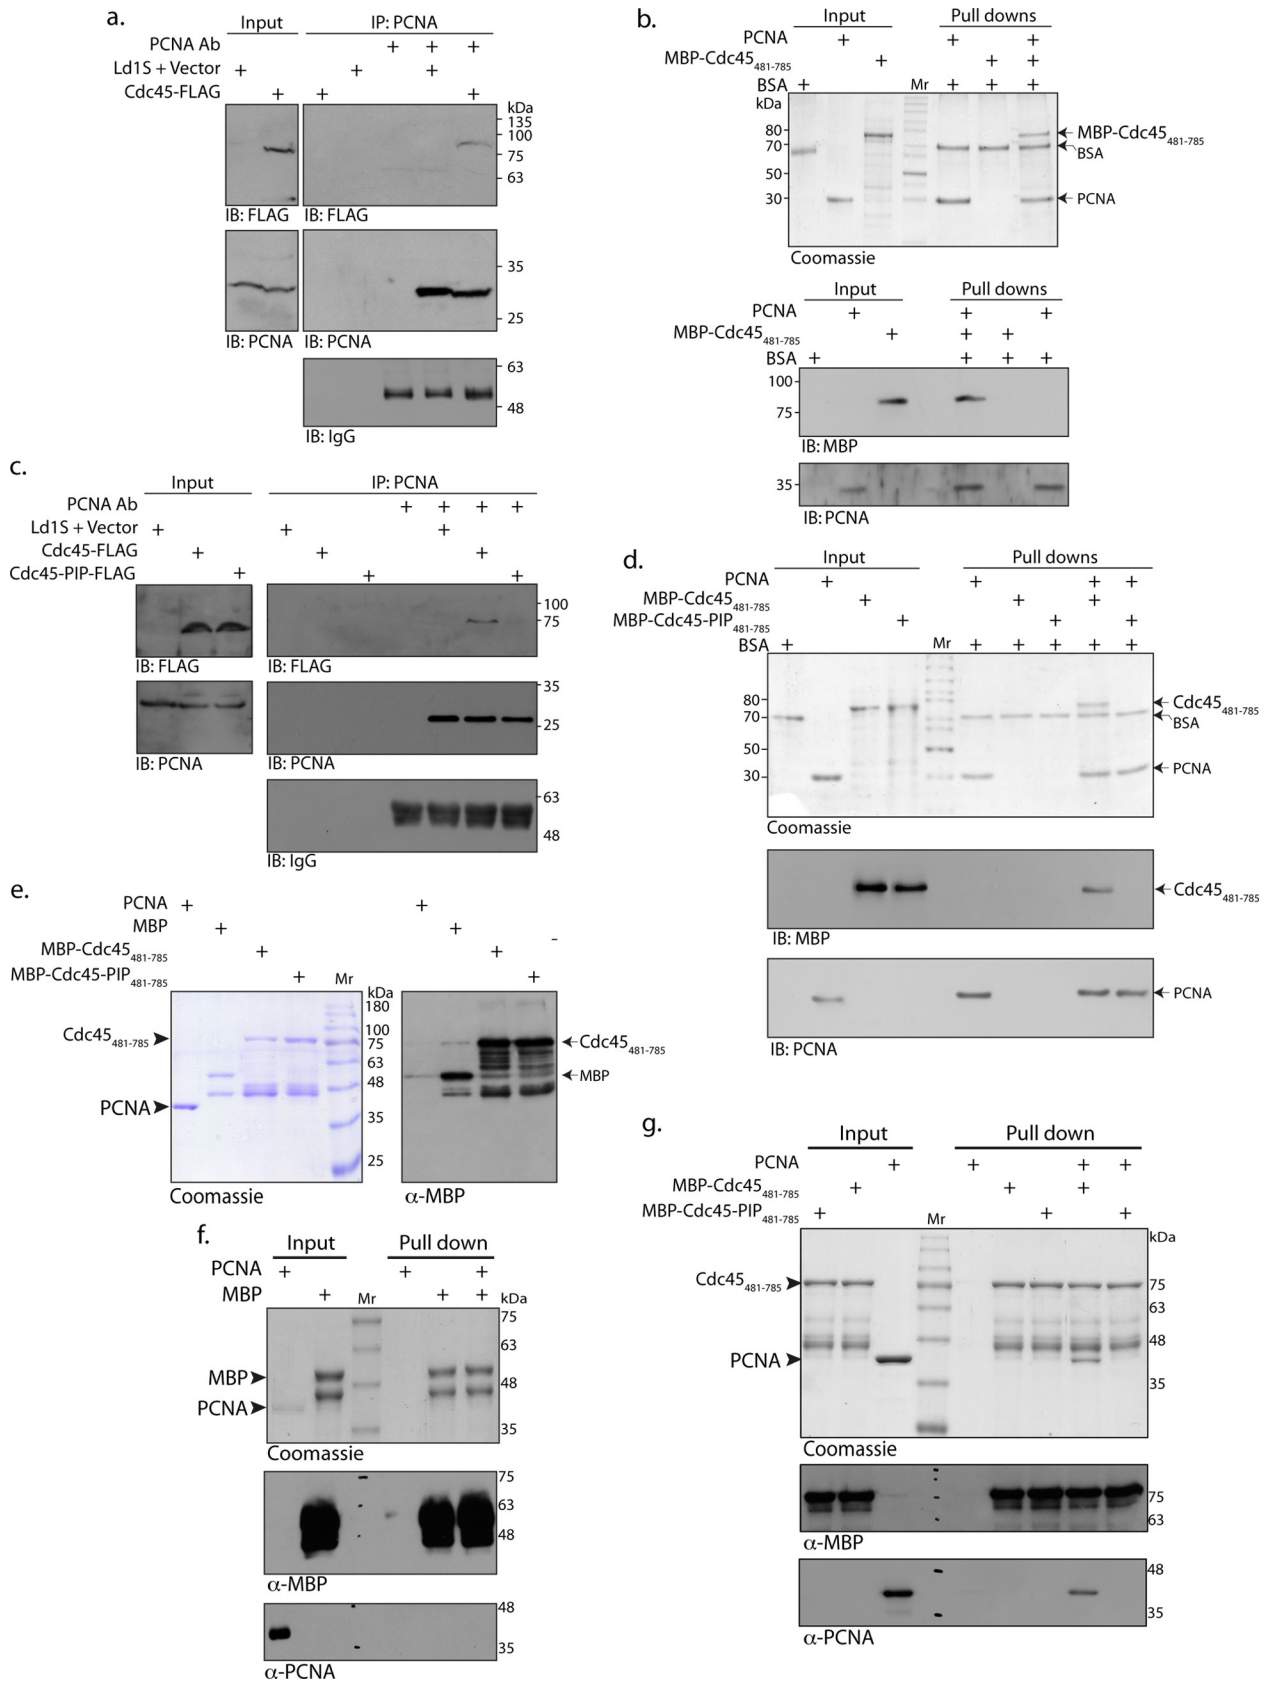 a.
Input IP: PCNA
PCNA Ab + + +
Ld1S + Vector + + +
Cdc45-FLAG + + +
kDa
135
100
75
63
IB: FLAG IB: FLAG
35
25
IB: PCNA IB: PCNA
63
48
IB: IgG
b.
Input Pull downs
PCNA + + +
MBP-Cdc45481-785 + + +
BSA + Mr + + +
kDa
80
70
50
30
MBP-Cdc45481-785
BSA
PCNA
Coomassie
Input Pull downs
PCNA + + +
MBP-Cdc45481-785 + + +
BSA + + + +
100
75
IB: MBP
35
IB: PCNA
c.
Input IP: PCNA
PCNA Ab + + + +
Ld1S + Vector + + +
Cdc45-FLAG + + +
Cdc45-PIP-FLAG + + +
100
75
IB: FLAG IB: FLAG
35
25
IB: PCNA IB: PCNA
63
48
IB: IgG
d.
Input Pull downs
PCNA + + + +
MBP-Cdc45481-785 + + +
MBP-Cdc45-PIP481-785 + + +
BSA + Mr + + + + +
80
70
50
30
Cdc45481-785
BSA
PCNA
Coomassie
Cdc45481-785
IB: MBP
PCNA
IB: PCNA
e.
PCNA + +
MBP + +
MBP-Cdc45481-785 + + -
MBP-Cdc45-PIP481-785 + Mr +
kDa
180
100
75
63
48
35
25
Cdc45481-785
PCNA
Cdc45481-785
MBP
Coomassie α-MBP
f.
Input Pull down
PCNA + + +
MBP + Mr + + kDa
75
63
48
35
MBP
PCNA
Coomassie
75
63
48
α-MBP
48
35
α-PCNA
g.
Input Pull down
PCNA + + + +
MBP-Cdc45481-785 + + +
MBP-Cdc45-PIP481-785 + Mr + +
kDa
Cdc45481-785
75
63
48
PCNA
35
Coomassie
75
63
α-MBP
48
35
α-PCNA